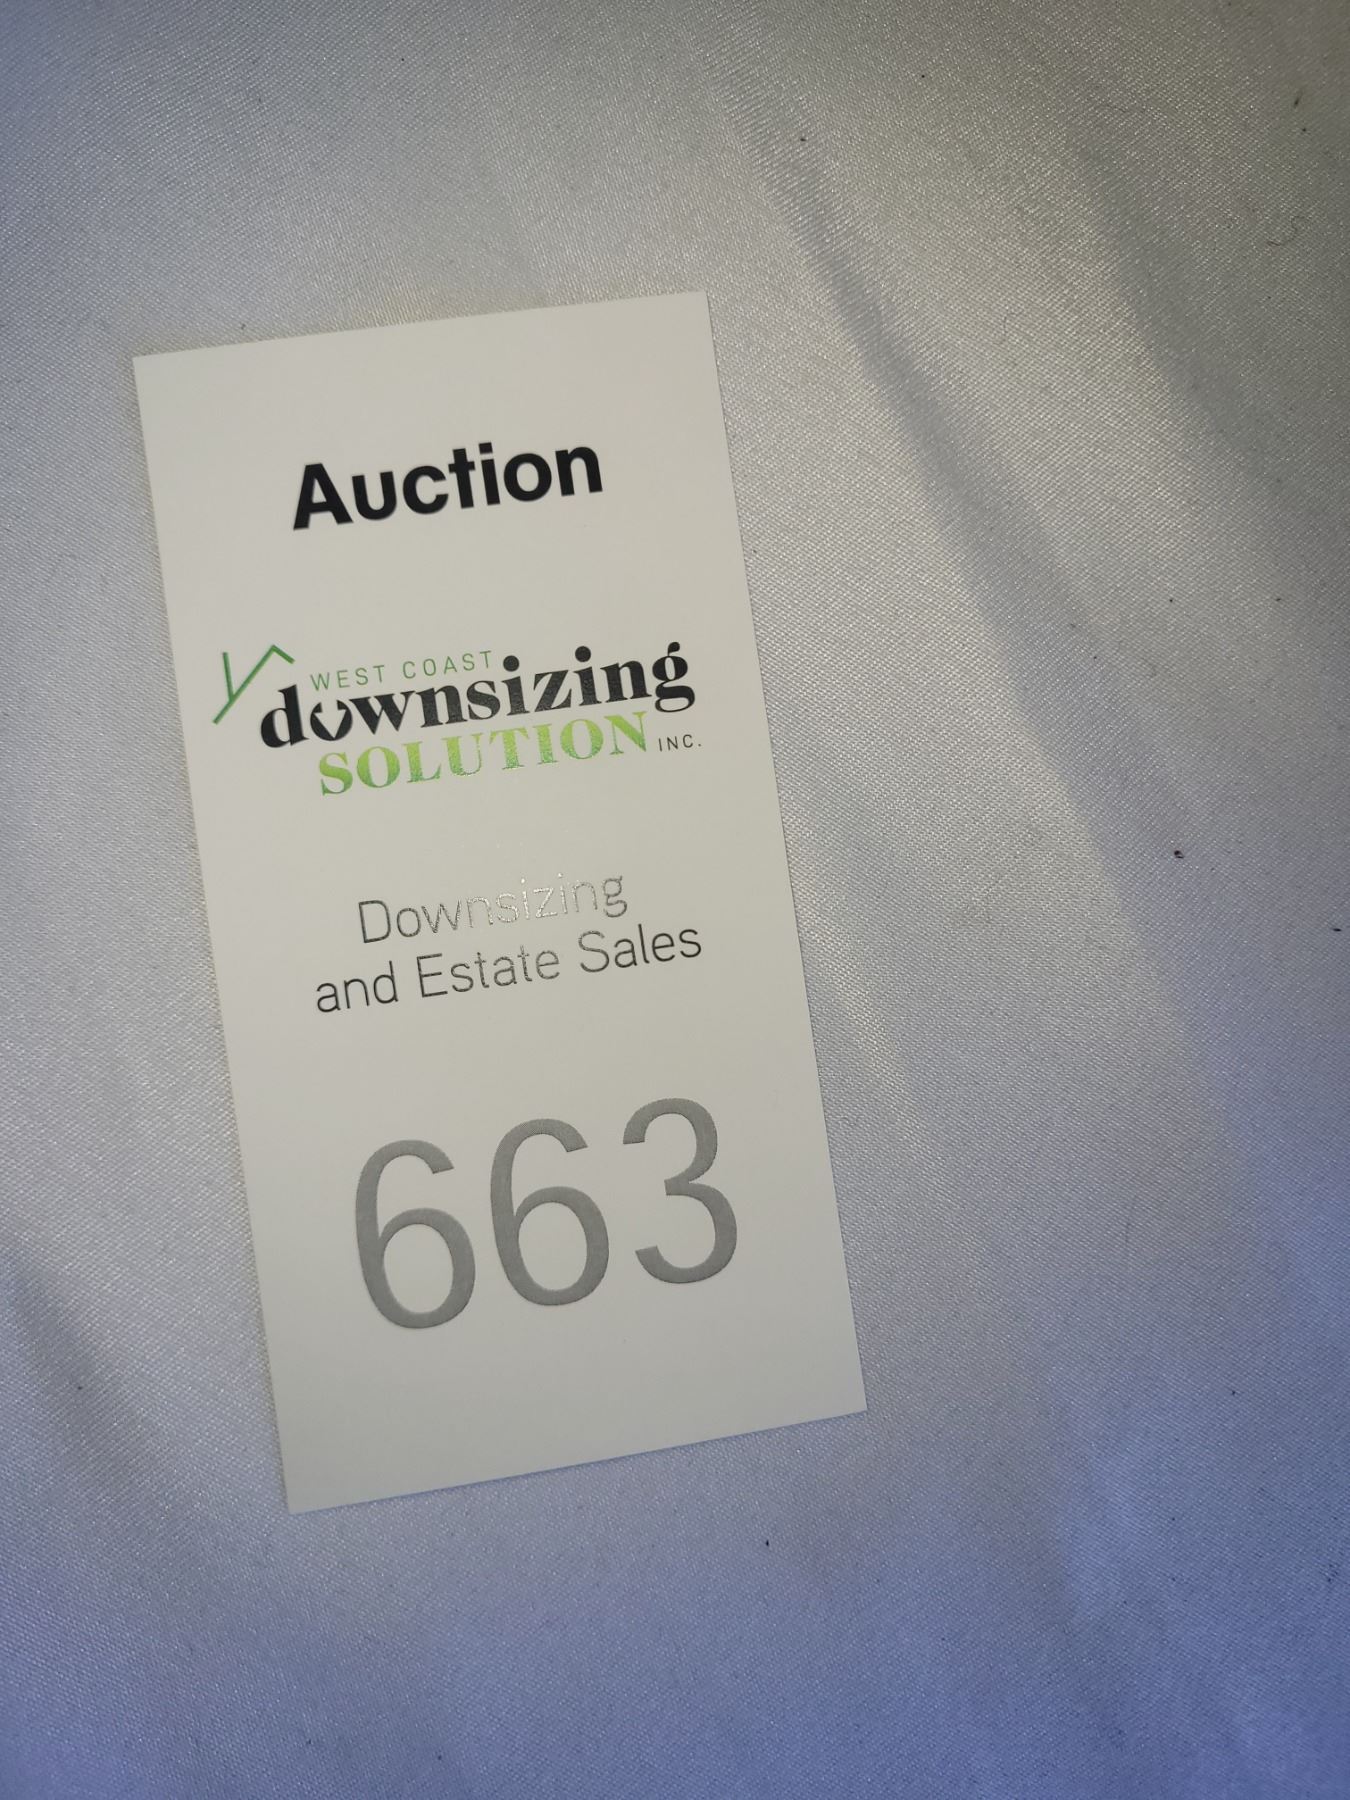 Auction
WEST COAST
downsizing
SOLUTION INC.
Downsizing
and Estate Sales
663